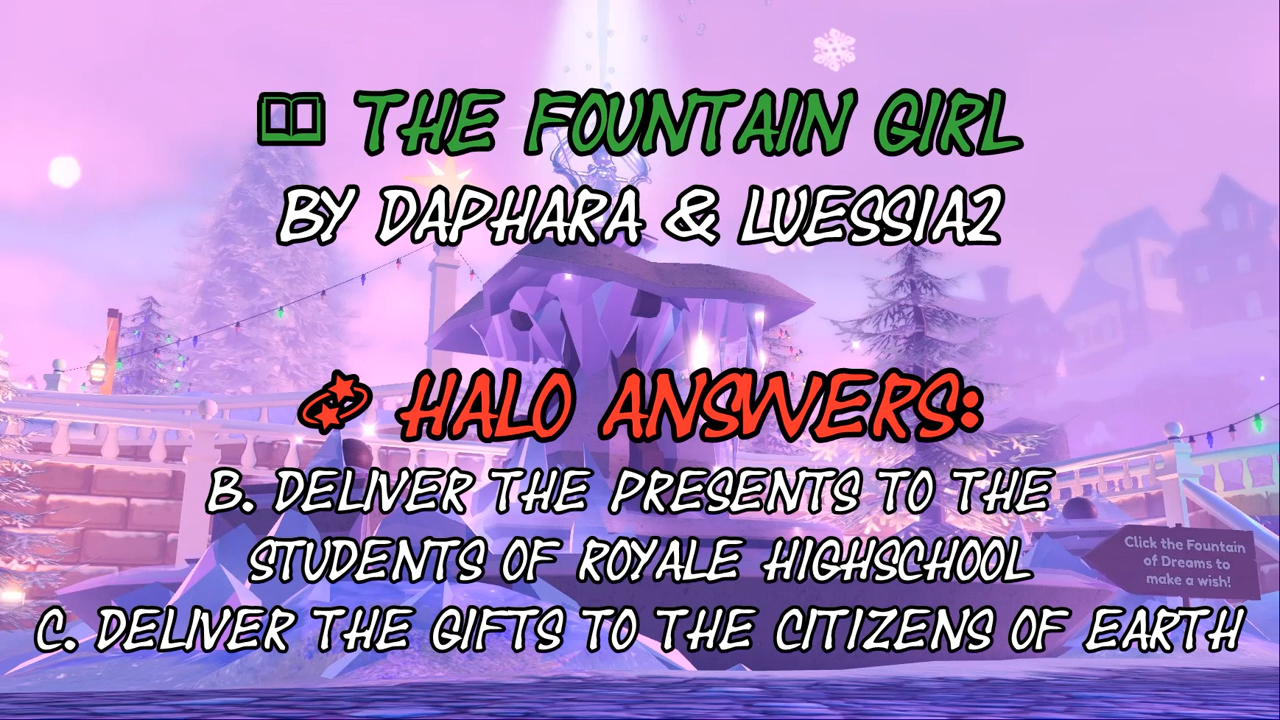 THE FOUNTAIN GIRL
BY DAPHARA & LUESSIA2
HALO ANSWERS:
B. DELIVER THE PRESENTS TO THE
STUDENTS OF ROYALE HIGHSCHOOL
C. DELIVER THE GIFTS TO THE CITIZENS OF EARTH
Click the Fountain
of Dreams to
make a wish!